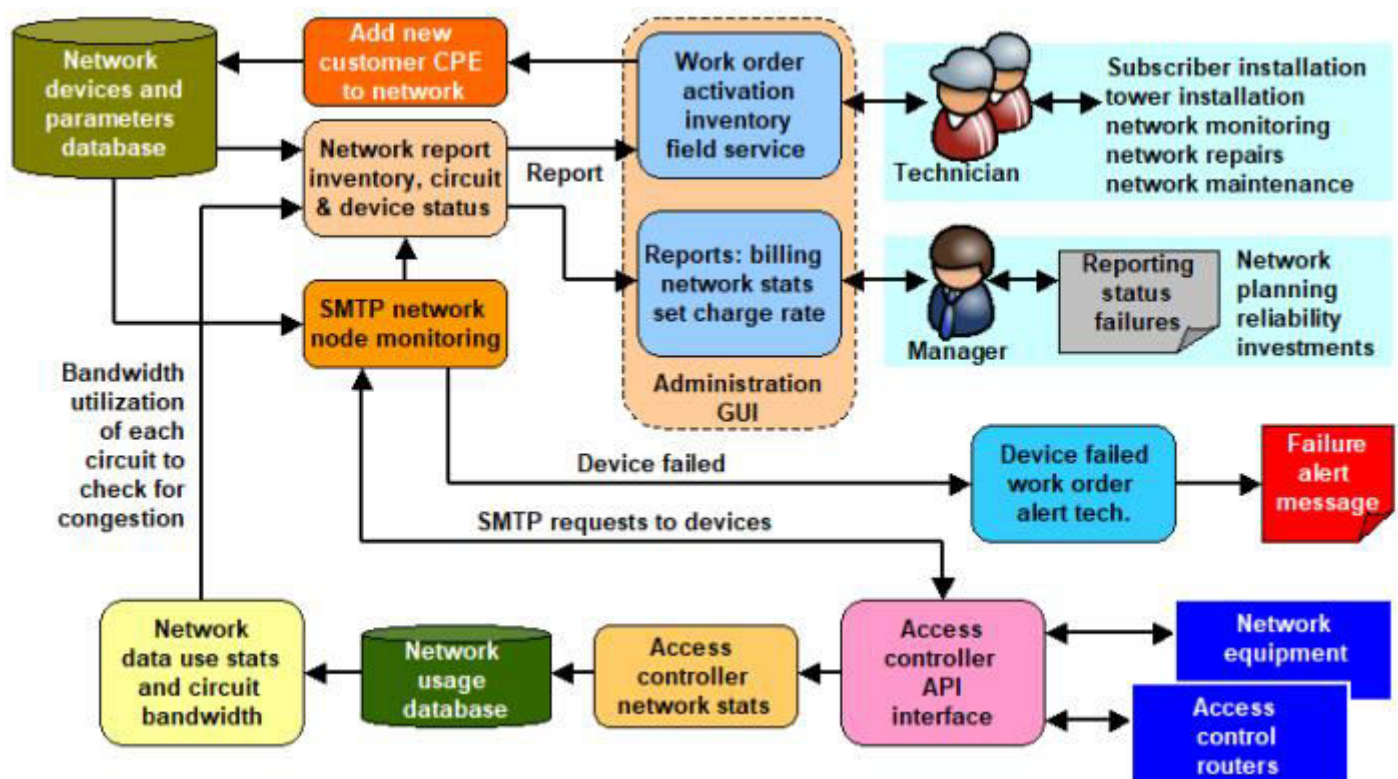 Network
devices and
parameters
database
Add new
customer CPE
to network
Work order
activation
inventory
field service
Technician
Subscriber installation
tower installation
network monitoring
network repairs
network maintenance
Network report
inventory, circuit
& device status
Report
Reports: billing
network stats
set charge rate
Administration
GUI
Manager
Reporting
status
failures
Network
planning
reliability
investments
SMTP network
node monitoring
Bandwidth
utilization
of each
circuit to
check for
congestion
Device failed
Device failed
work order
alert tech.
Failure
alert
message
SMTP requests to devices
Network
data use stats
and circuit
bandwidth
Network
usage
database
Access
controller
network stats
Access
controller
API
interface
Network
equipment
Access
control
routers